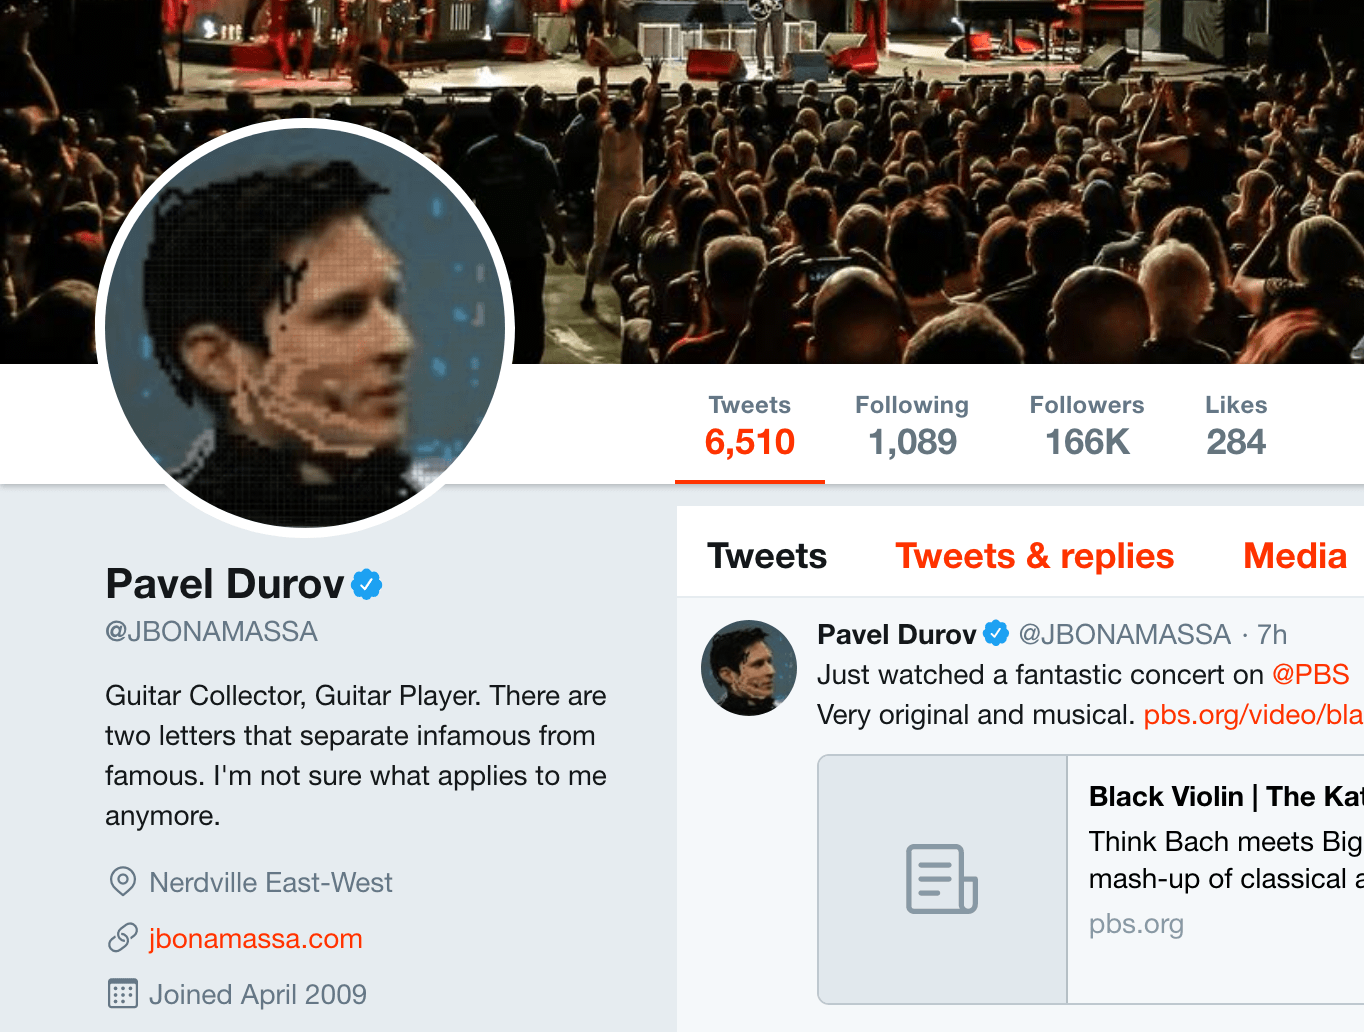 Tweets Following Followers Likes
6,510 1,089 166K 284
Tweets Tweets & replies Media
Pavel Durov
@JBONAMASSA
Guitar Collector, Guitar Player. There are
two letters that separate infamous from
famous. I'm not sure what applies to me
anymore.
Nerdville East-West
jbonamassa.com
Joined April 2009
Pavel Durov @JBONAMASSA · 7h
Just watched a fantastic concert on @PBS
Very original and musical. pbs.org/video/bla
Black Violin | The Kat
Think Bach meets Big
mash-up of classical a
pbs.org